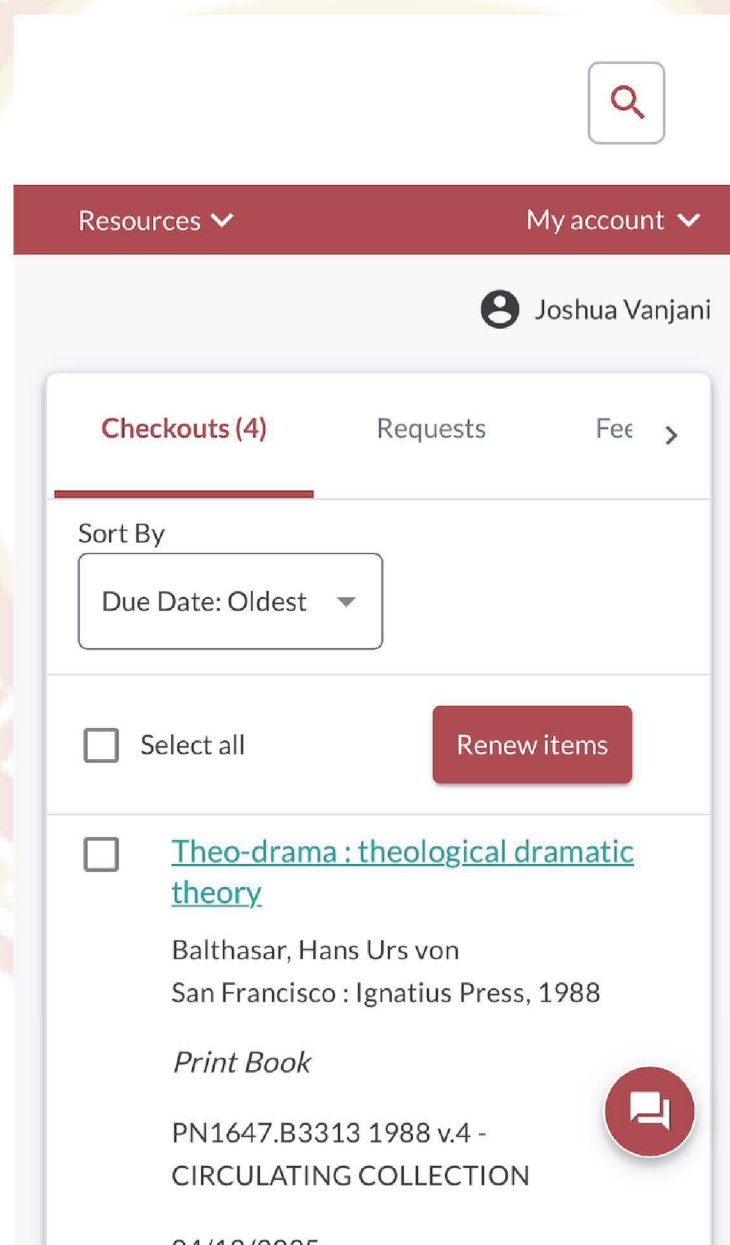 Resources
My account
Joshua Vanjani
Checkouts (4)
Requests
Sort By
Due Date: Oldest
Select all
Renew items
Theo-drama : theological dramatic
theory
Balthasar, Hans Urs von
San Francisco : Ignatius Press, 1988
Print Book
PN1647.B3313 1988 v.4 -
CIRCULATING COLLECTION